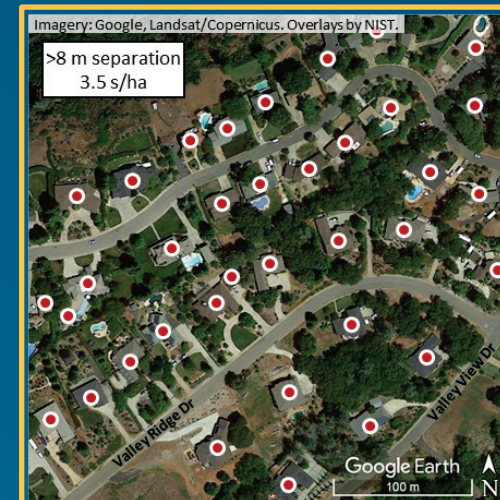 Imagery: Google, Landsat/Copernicus. Overlays by NIST.
>8 m separation
3.5 s/ha
Valley Ridge Dr
Valley View Dr
Google Earth
100 m
N